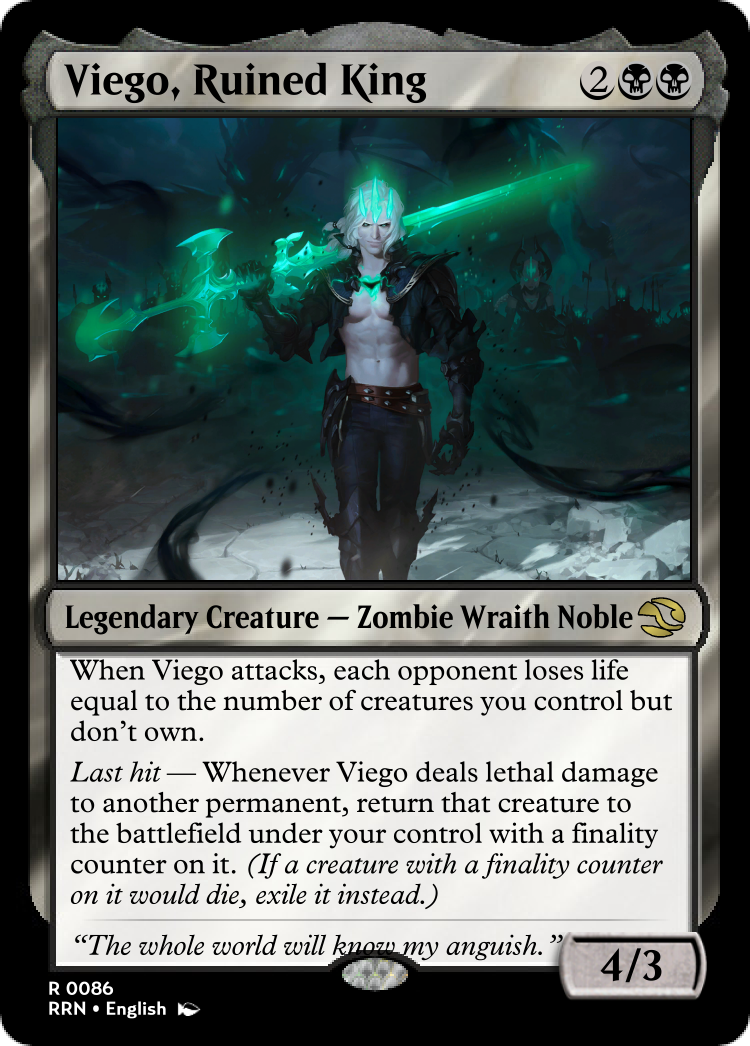 Viego, Ruined King
2
Legendary Creature — Zombie Wraith Noble
When Viego attacks, each opponent loses life
equal to the number of creatures you control but
don't own.
Last hit — Whenever Viego deals lethal damage
to another permanent, return that creature to
the battlefield under your control with a finality
counter on it. (If a creature with a finality counter
on it would die, exile it instead.)
“The whole world will know my anguish.”
4/3
R 0086
RRN • English